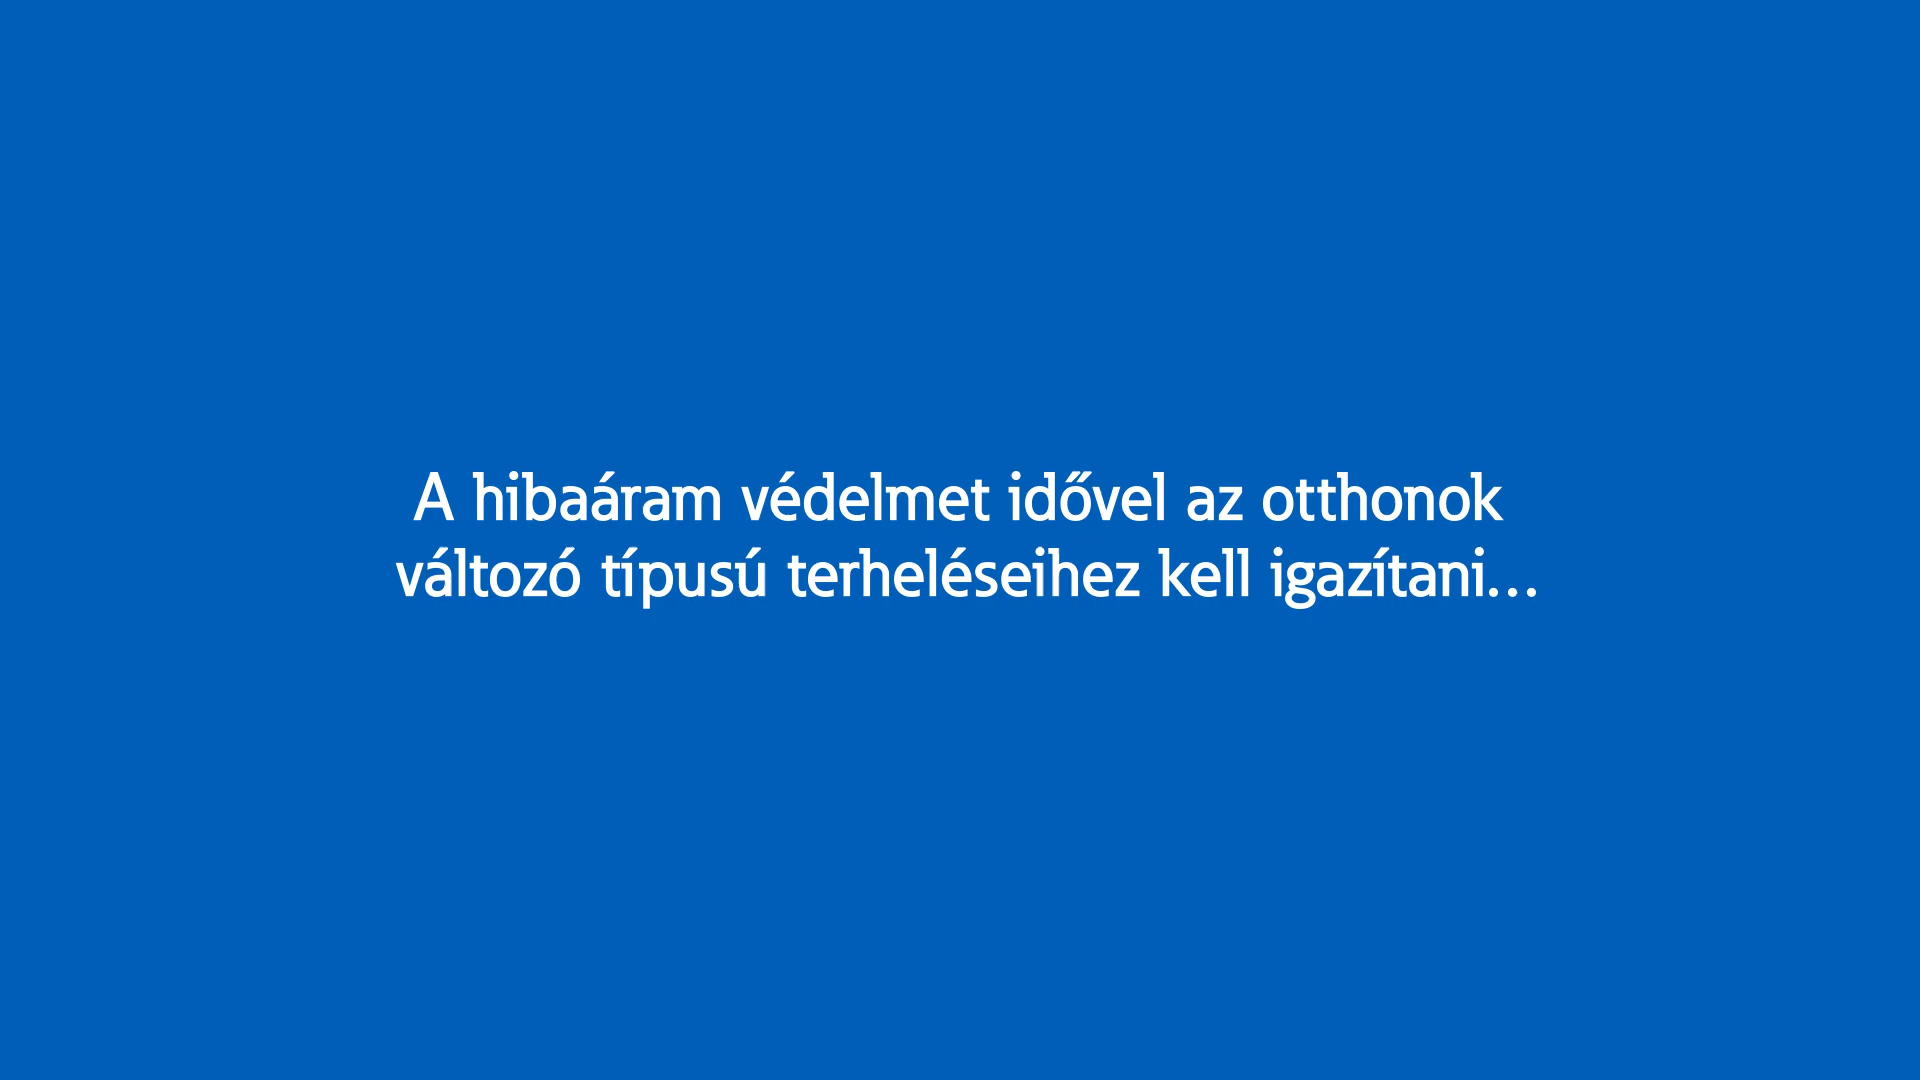 A hibaáram védelmet idővel az otthonok
változó típusú terheléseihez kell igazítani...